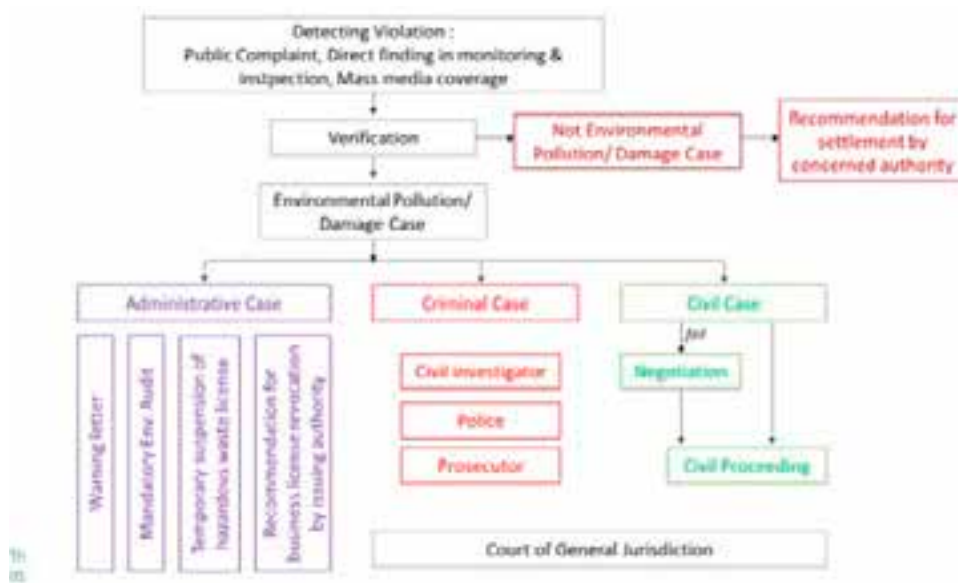 Detecting Violation :
Public Complaint, Direct finding in monitoring &
instpection, Mass media coverage
Verification
Not Environmental
Pollution/ Damage Case
Recommendation for
settlement by
concerned authority
Environmental Pollution/
Damage Case
Administrative Case
Criminal Case
Civil Case
Warning letter
Mandatory Env. Audit
Temporary suspension of
hazardous waste license
Recommendation for
business license revocation
by issuing authority
Civil investigator
Police
Prosecutor
Negotiation
Civil Proceeding
Court of General Jurisdiction